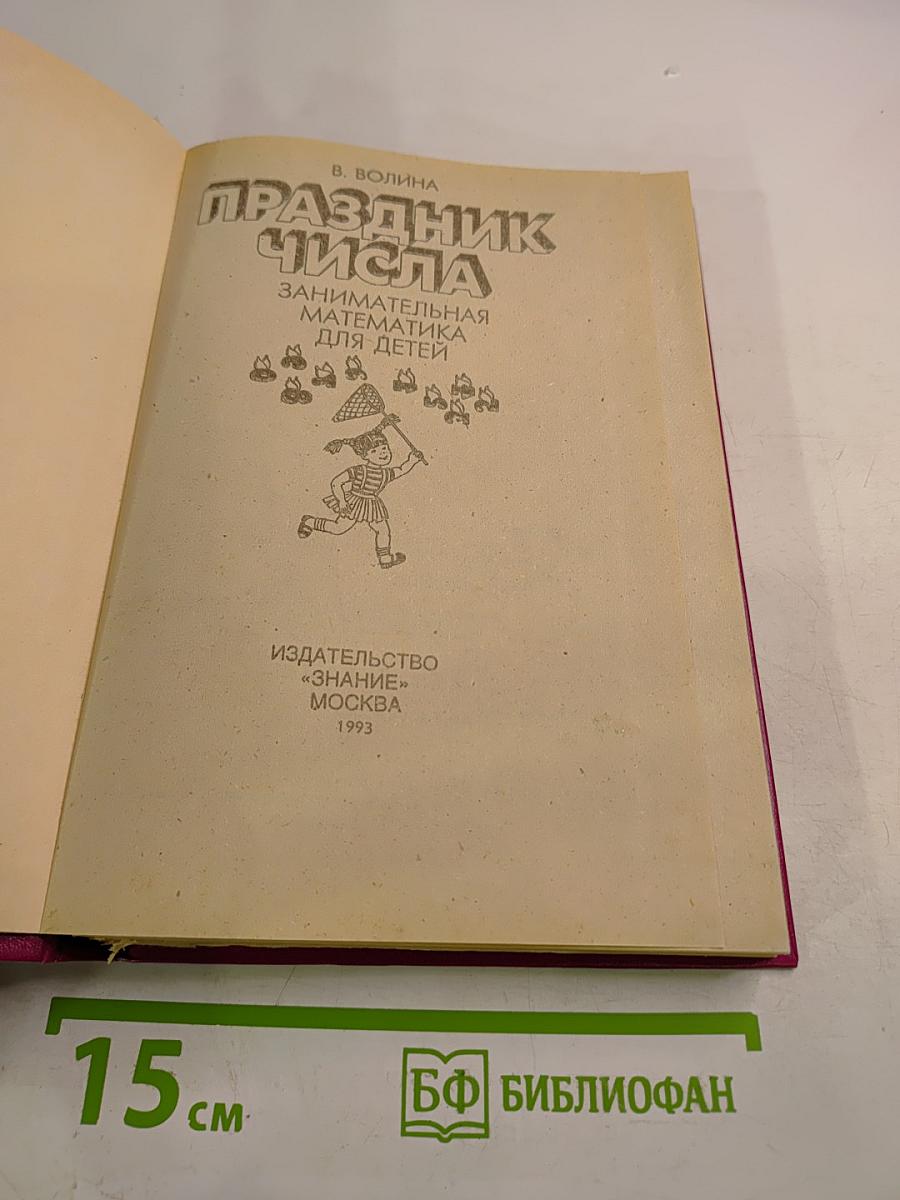 В. ВОЛИНА
ПРАЗДНИК
ЧИСЛА
ЗАНИМАТЕЛЬНАЯ
МАТЕМАТИКА
ДЛЯ ДЕТЕЙ
ИЗДАТЕЛЬСТВО
«ЗНАНИЕ»
МОСКВА
1993
15 см
БФ БИБЛИОФАН